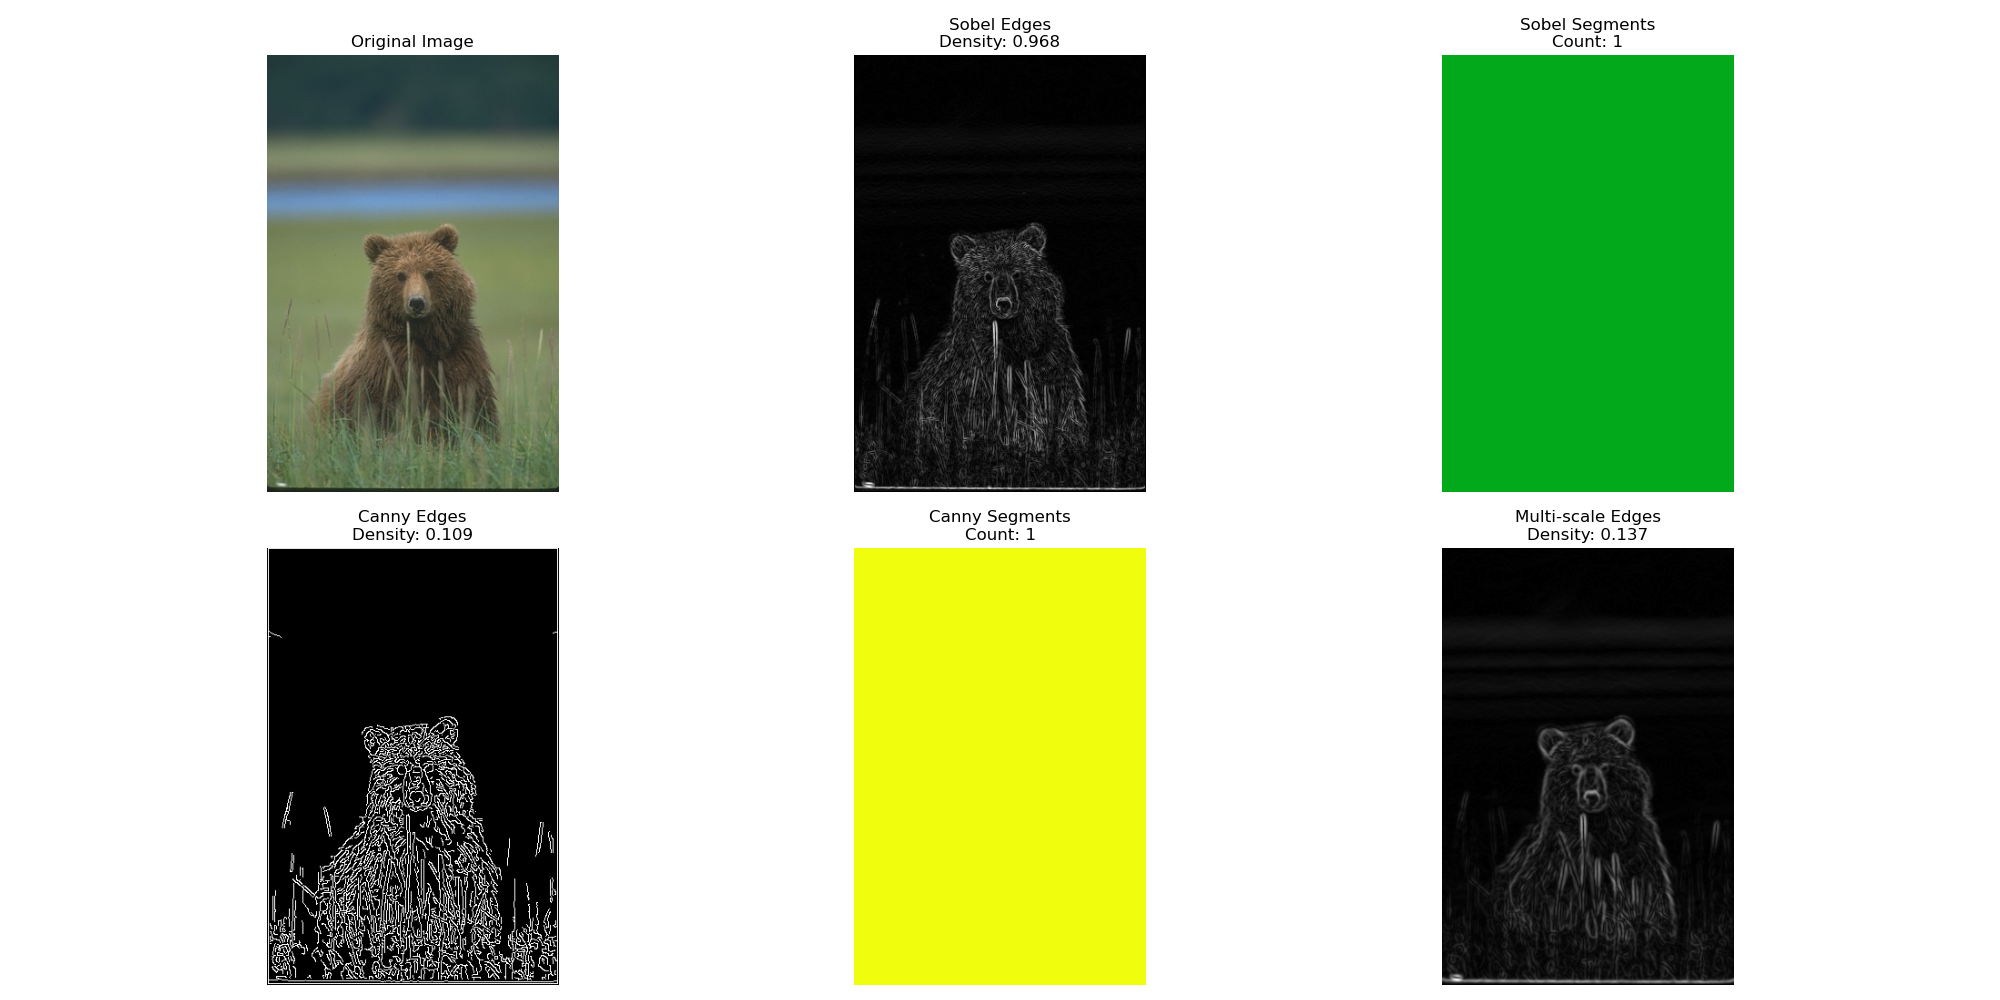 Original Image
Sobel Edges
Density: 0.968
Sobel Segments
Count: 1
Canny Edges
Density: 0.109
Canny Segments
Count: 1
Multi-scale Edges
Density: 0.137